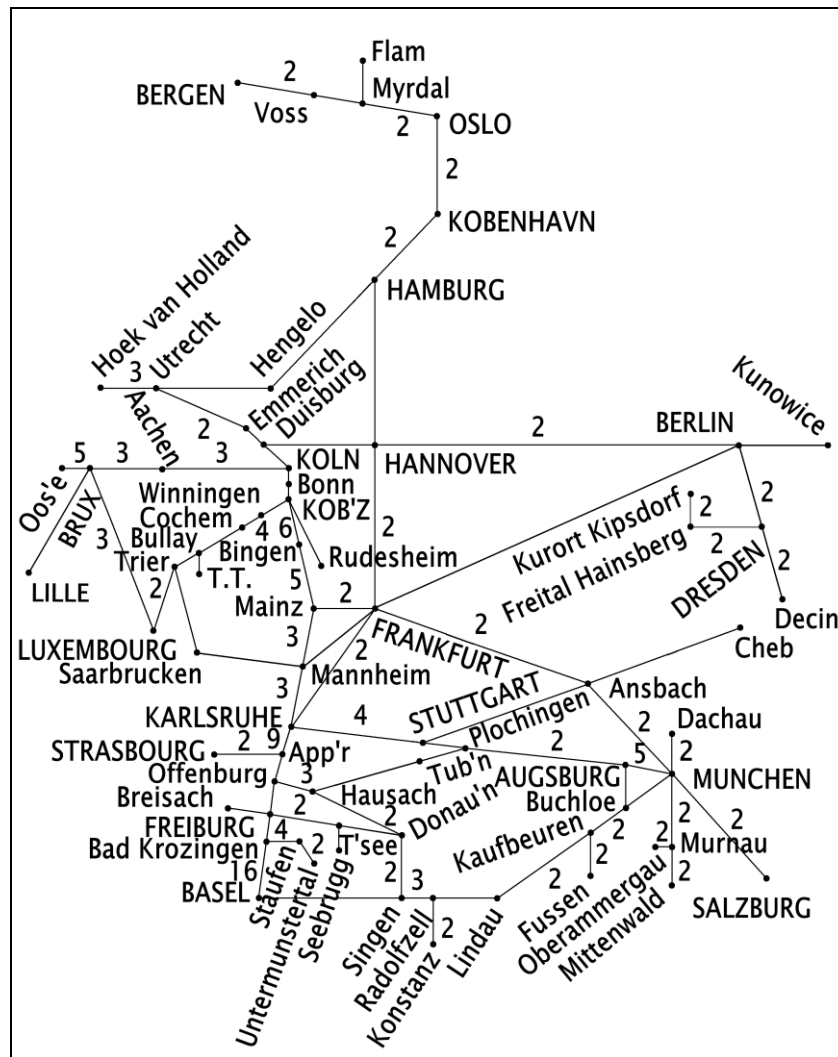 Flam
2
BERGEN
Myrdal
Voss
2
OSLO
2
KOBENHAVN
2
HAMBURG
Hoek van Holland
Utrecht
Hengelo
3
Emmerich
Duisburg
Aachen
2
Kunowice
BERLIN
2
5
3
3
KOLN
HANNOVER
Oos'e
BRUX
Bonn
Winningen
KOB'Z
2
Cochem
4
6
2
Kurort Kipsdorf
2
Bullay
Bingen
Freital Hainsberg
2
3
Trier
Rudesheim
DRESDEN
2
T.T.
LILLE
2
5
Mainz
2
Decin
FRANKFURT
2
Cheb
LUXEMBOURG
3
2
Saarbrucken
Mannheim
STUTTGART
Ansbach
3
Plochingen
KARLSRUHE
4
2
Dachau
STRASBOURG
2
9
App'r
2
5
2
Tub'n
AUGSBURG
MUNCHEN
Offenburg
3
Hausach
Buchloe
Breisach
2
2
Donau'n
FREIBURG
Kaufbeuren
2
2
2
Bad Krozingen
4
2
T'see
2
2
Murnau
16
Staufen
2
3
2
2
BASEL
SALZBURG
Untermunstertal
Seebrugg
Singen
Radolfzell
2
Konstanz
Lindau
Fussen
Oberammergau
Mittenwald